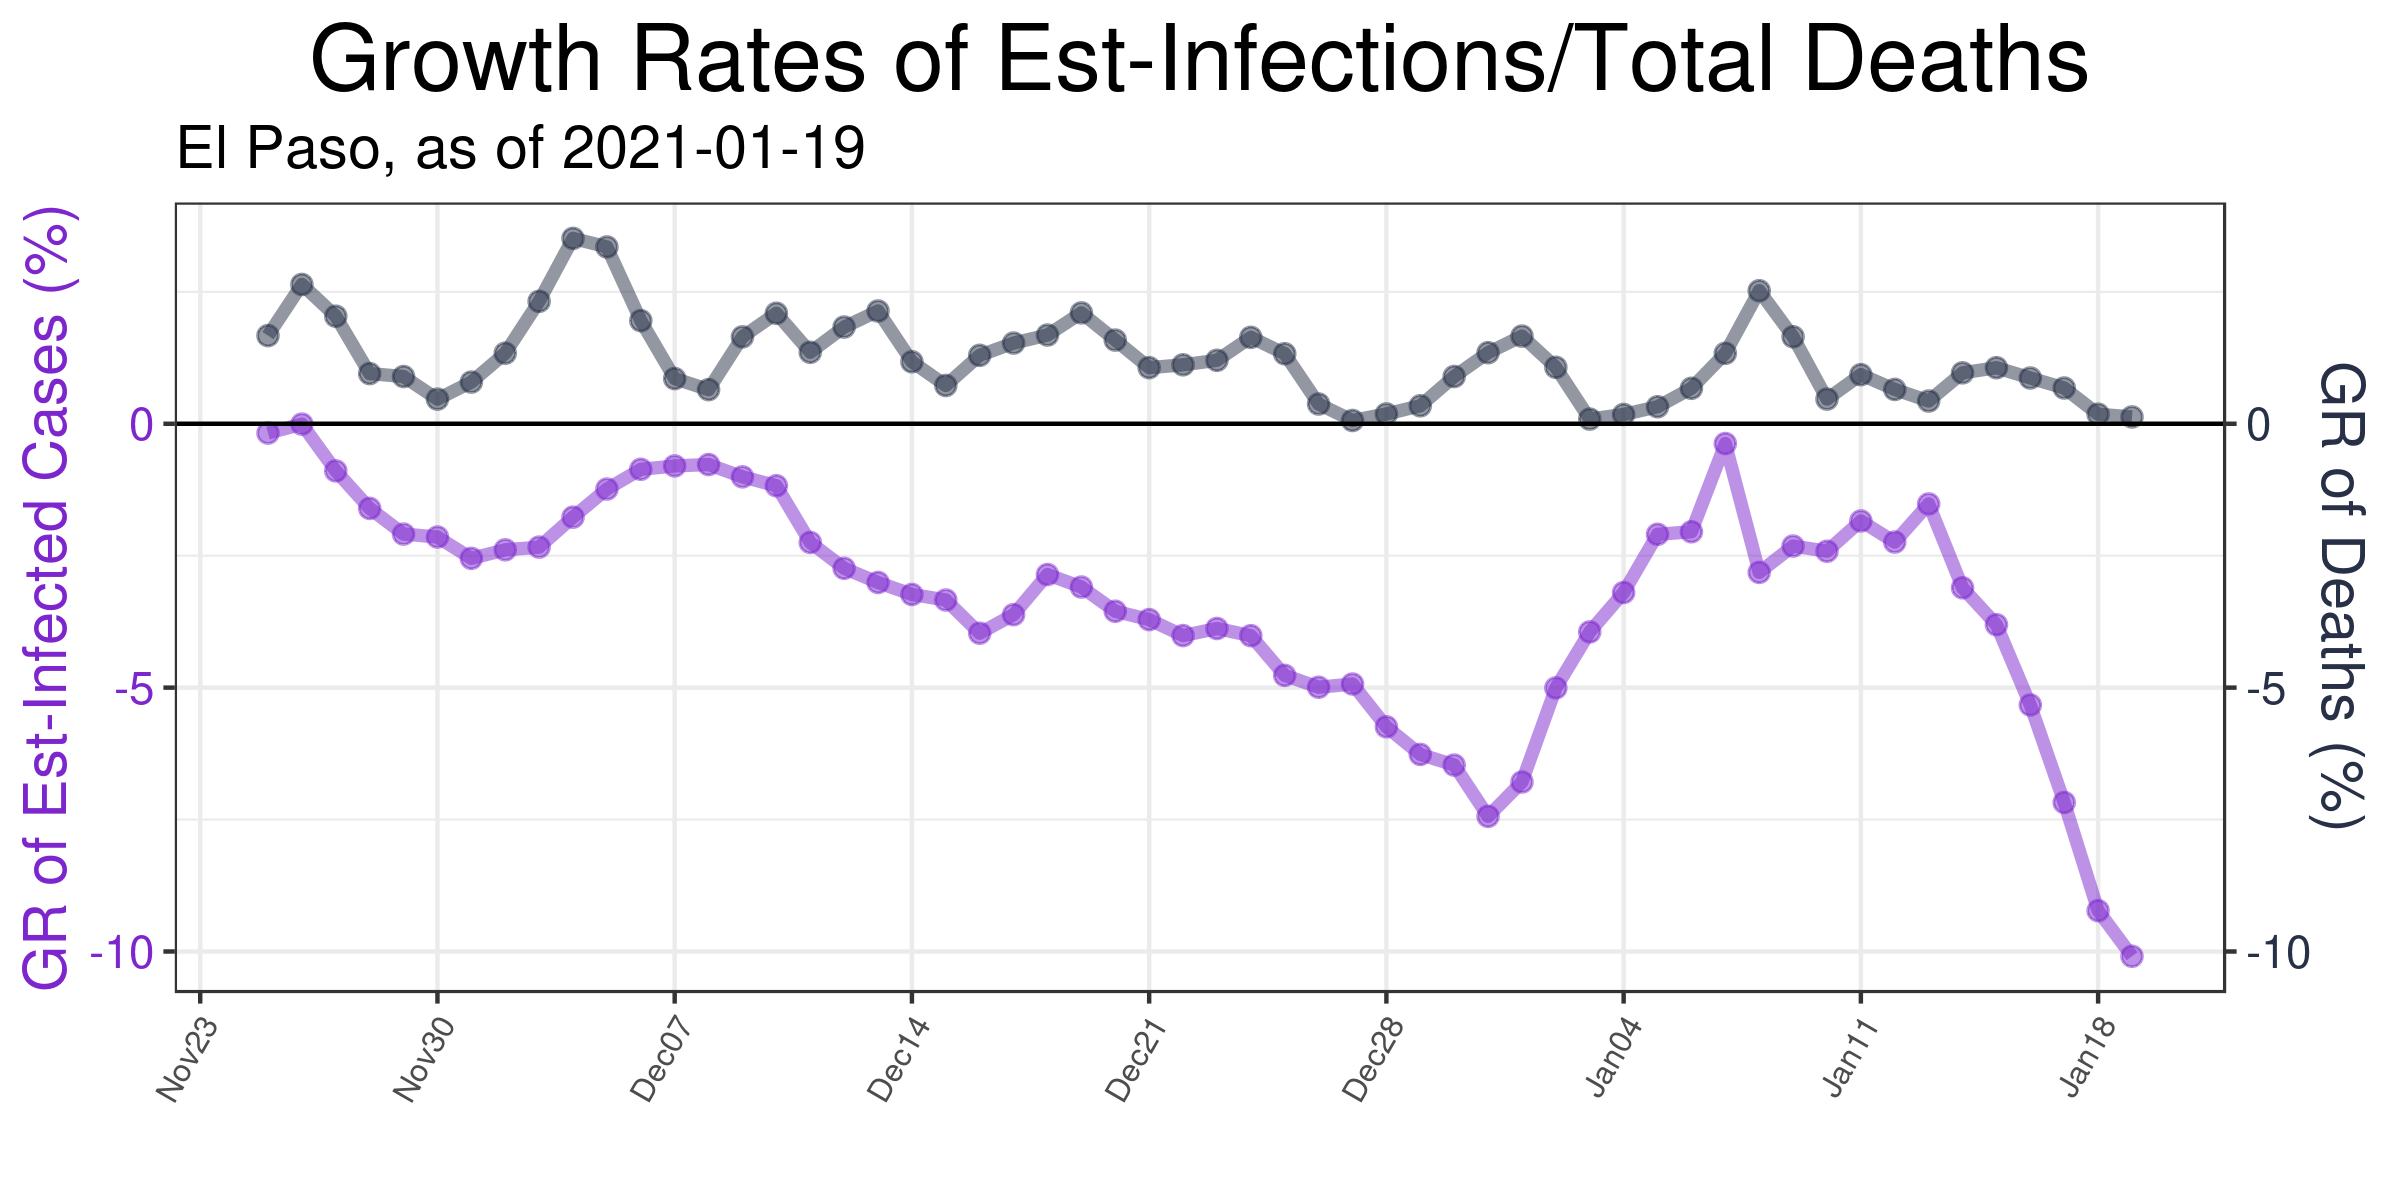 Growth Rates of Est-Infections/Total Deaths
El Paso, as of 2021-01-19
GR of Est-Infected Cases (%)
0
-5
-10
0
-5
-10
GR of Deaths (%)
Nov23
Nov30
Dec07
Dec14
Dec21
Dec28
Jan04
Jan11
Jan18